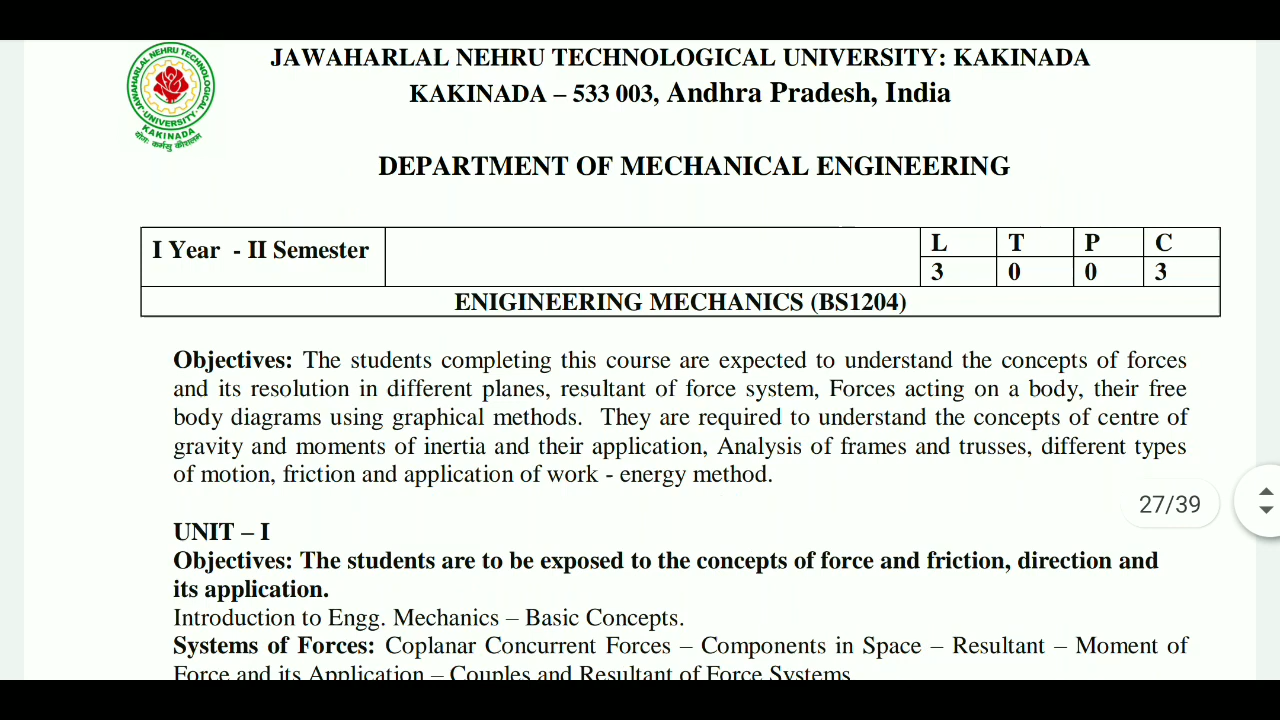 JAWAHARLAL NEHRU TECHNOLOGICAL UNIVERSITY: KAKINADA
KAKINADA – 533 003, Andhra Pradesh, India
JAWAHARLAL NEHRU TECHNOLOGICAL
UNIVERSITY
KAKINADA
DEPARTMENT OF MECHANICAL ENGINEERING
I Year - II Semester
L T P C
3 0 0 3
ENIGINEERING MECHANICS (BS1204)
Objectives: The students completing this course are expected to understand the concepts of forces
and its resolution in different planes, resultant of force system, Forces acting on a body, their free
body diagrams using graphical methods. They are required to understand the concepts of centre of
gravity and moments of inertia and their application, Analysis of frames and trusses, different types
of motion, friction and application of work - energy method.
27/39
UNIT – I
Objectives: The students are to be exposed to the concepts of force and friction, direction and
its application.
Introduction to Engg. Mechanics – Basic Concepts.
Systems of Forces: Coplanar Concurrent Forces – Components in Space – Resultant – Moment of
Force and its Application – Couples and Resultant of Force Systems